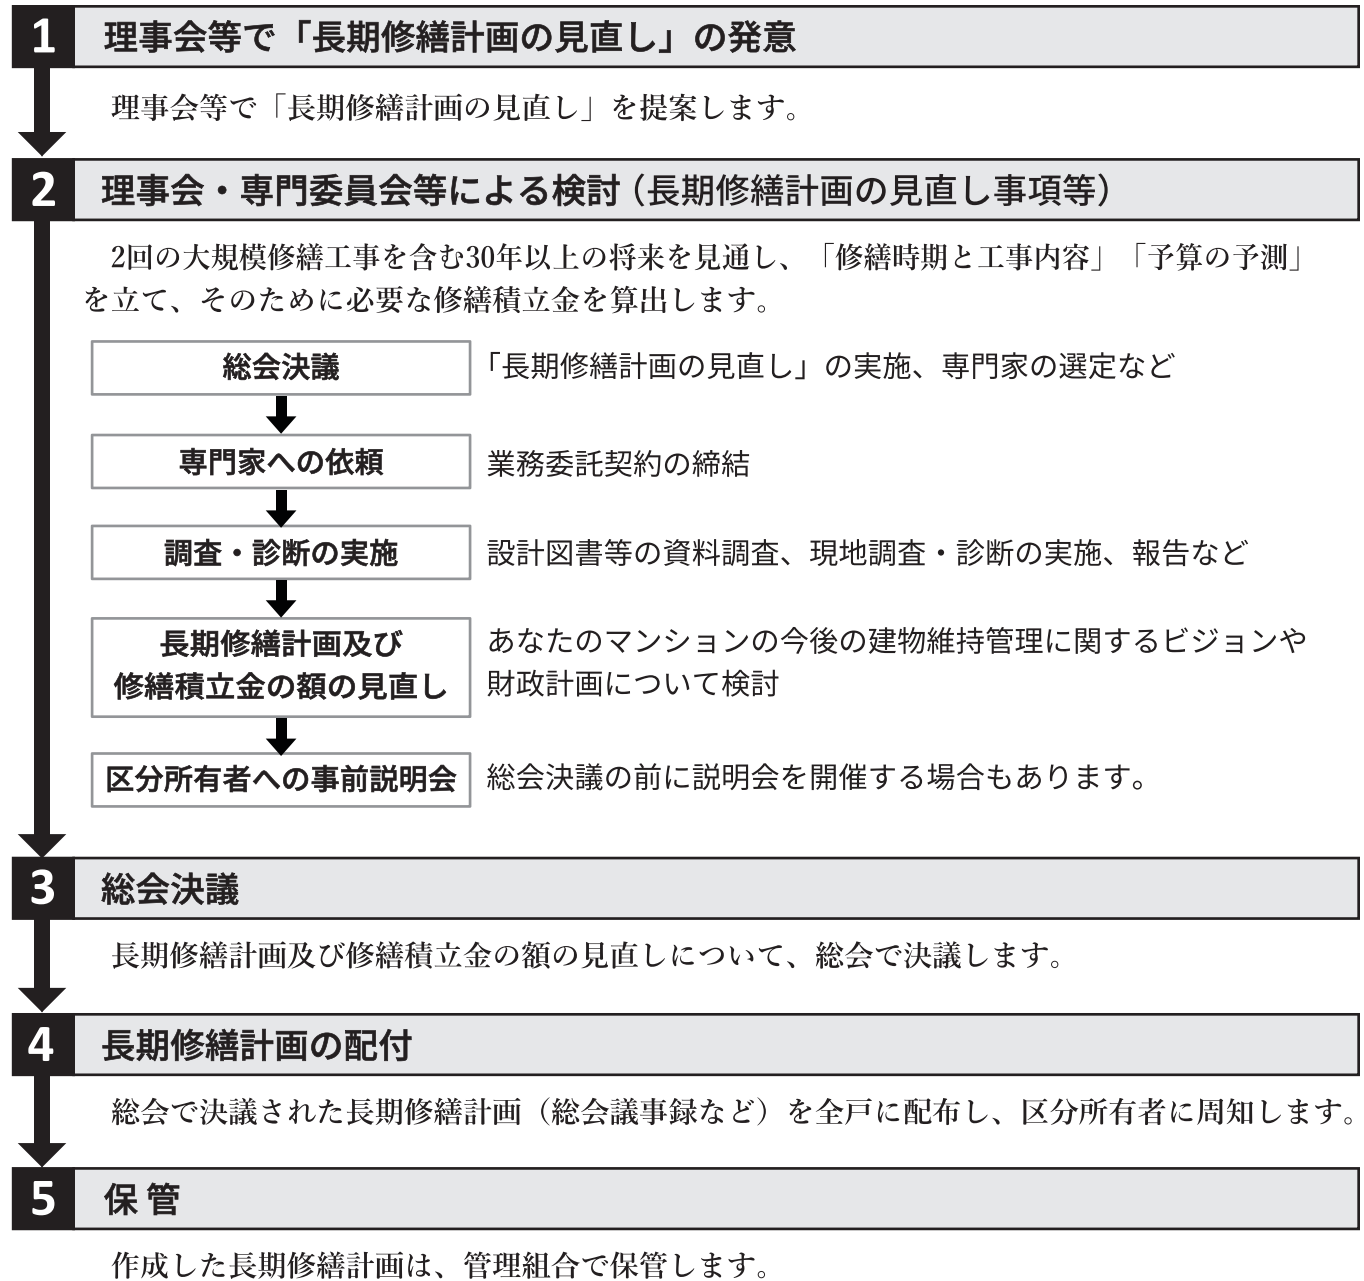 1 理事会等で「長期修繕計画の見直し」の発意
理事会等で「長期修繕計画の見直し」を提案します。
2 理事会・専門委員会等による検討（長期修繕計画の見直し事項等）
2回の大規模修繕工事を含む30年以上の将来を見通し、「修繕時期と工事内容」「予算の予測」
を立て、そのために必要な修繕積立金を算出します。
総会決議 「長期修繕計画の見直し」の実施、専門家の選定など
専門家への依頼 業務委託契約の締結
調査・診断の実施 設計図書等の資料調査、現地調査・診断の実施、報告など
長期修繕計画及び
修繕積立金の額の見直し
あなたのマンションの今後の建物維持管理に関するビジョンや
財政計画について検討
区分所有者への事前説明会 総会決議の前に説明会を開催する場合もあります。
3 総会決議
長期修繕計画及び修繕積立金の額の見直しについて、総会で決議します。
4 長期修繕計画の配付
総会で決議された長期修繕計画（総会議事録など）を全戸に配布し、区分所有者に周知します。
5 保管
作成した長期修繕計画は、管理組合で保管します。